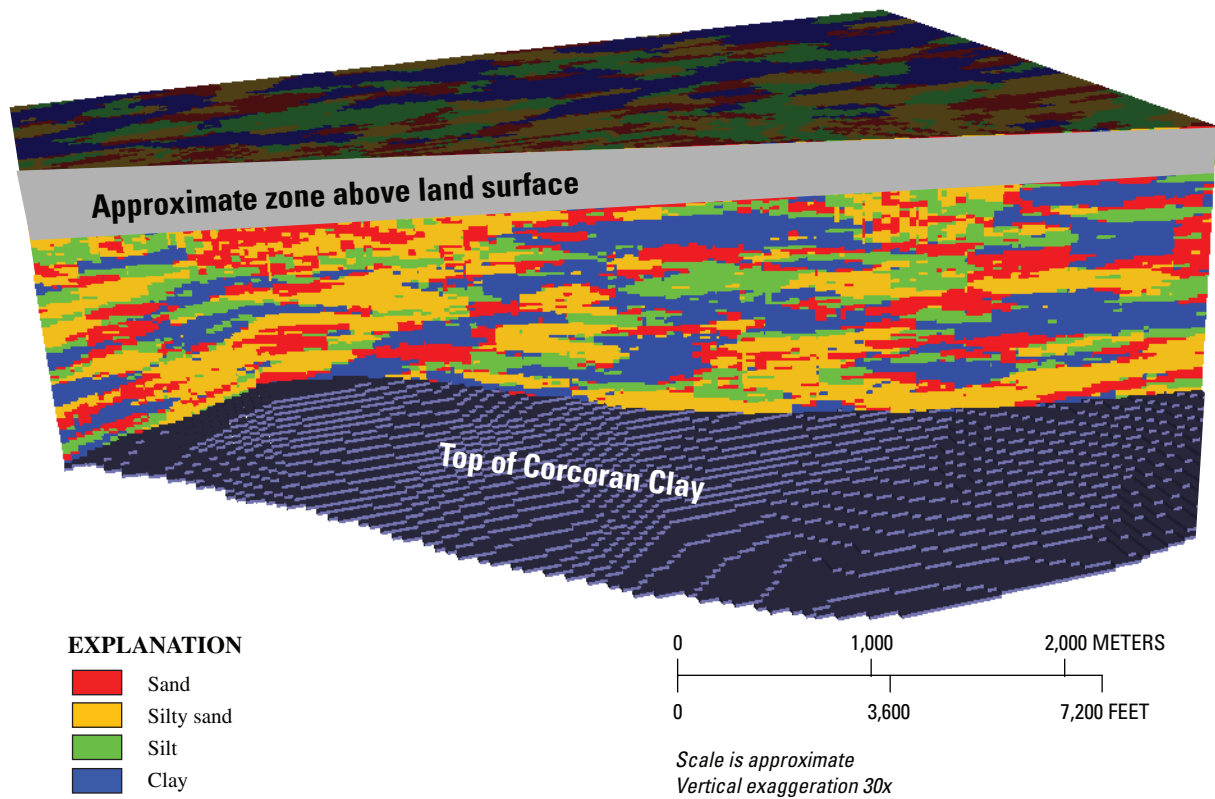 Approximate zone above land surface
Top of Corcoran Clay
EXPLANATION
Sand
Silty sand
Silt
Clay
0 1,000 2,000 METERS
0 3,600 7,200 FEET
Scale is approximate
Vertical exaggeration 30x